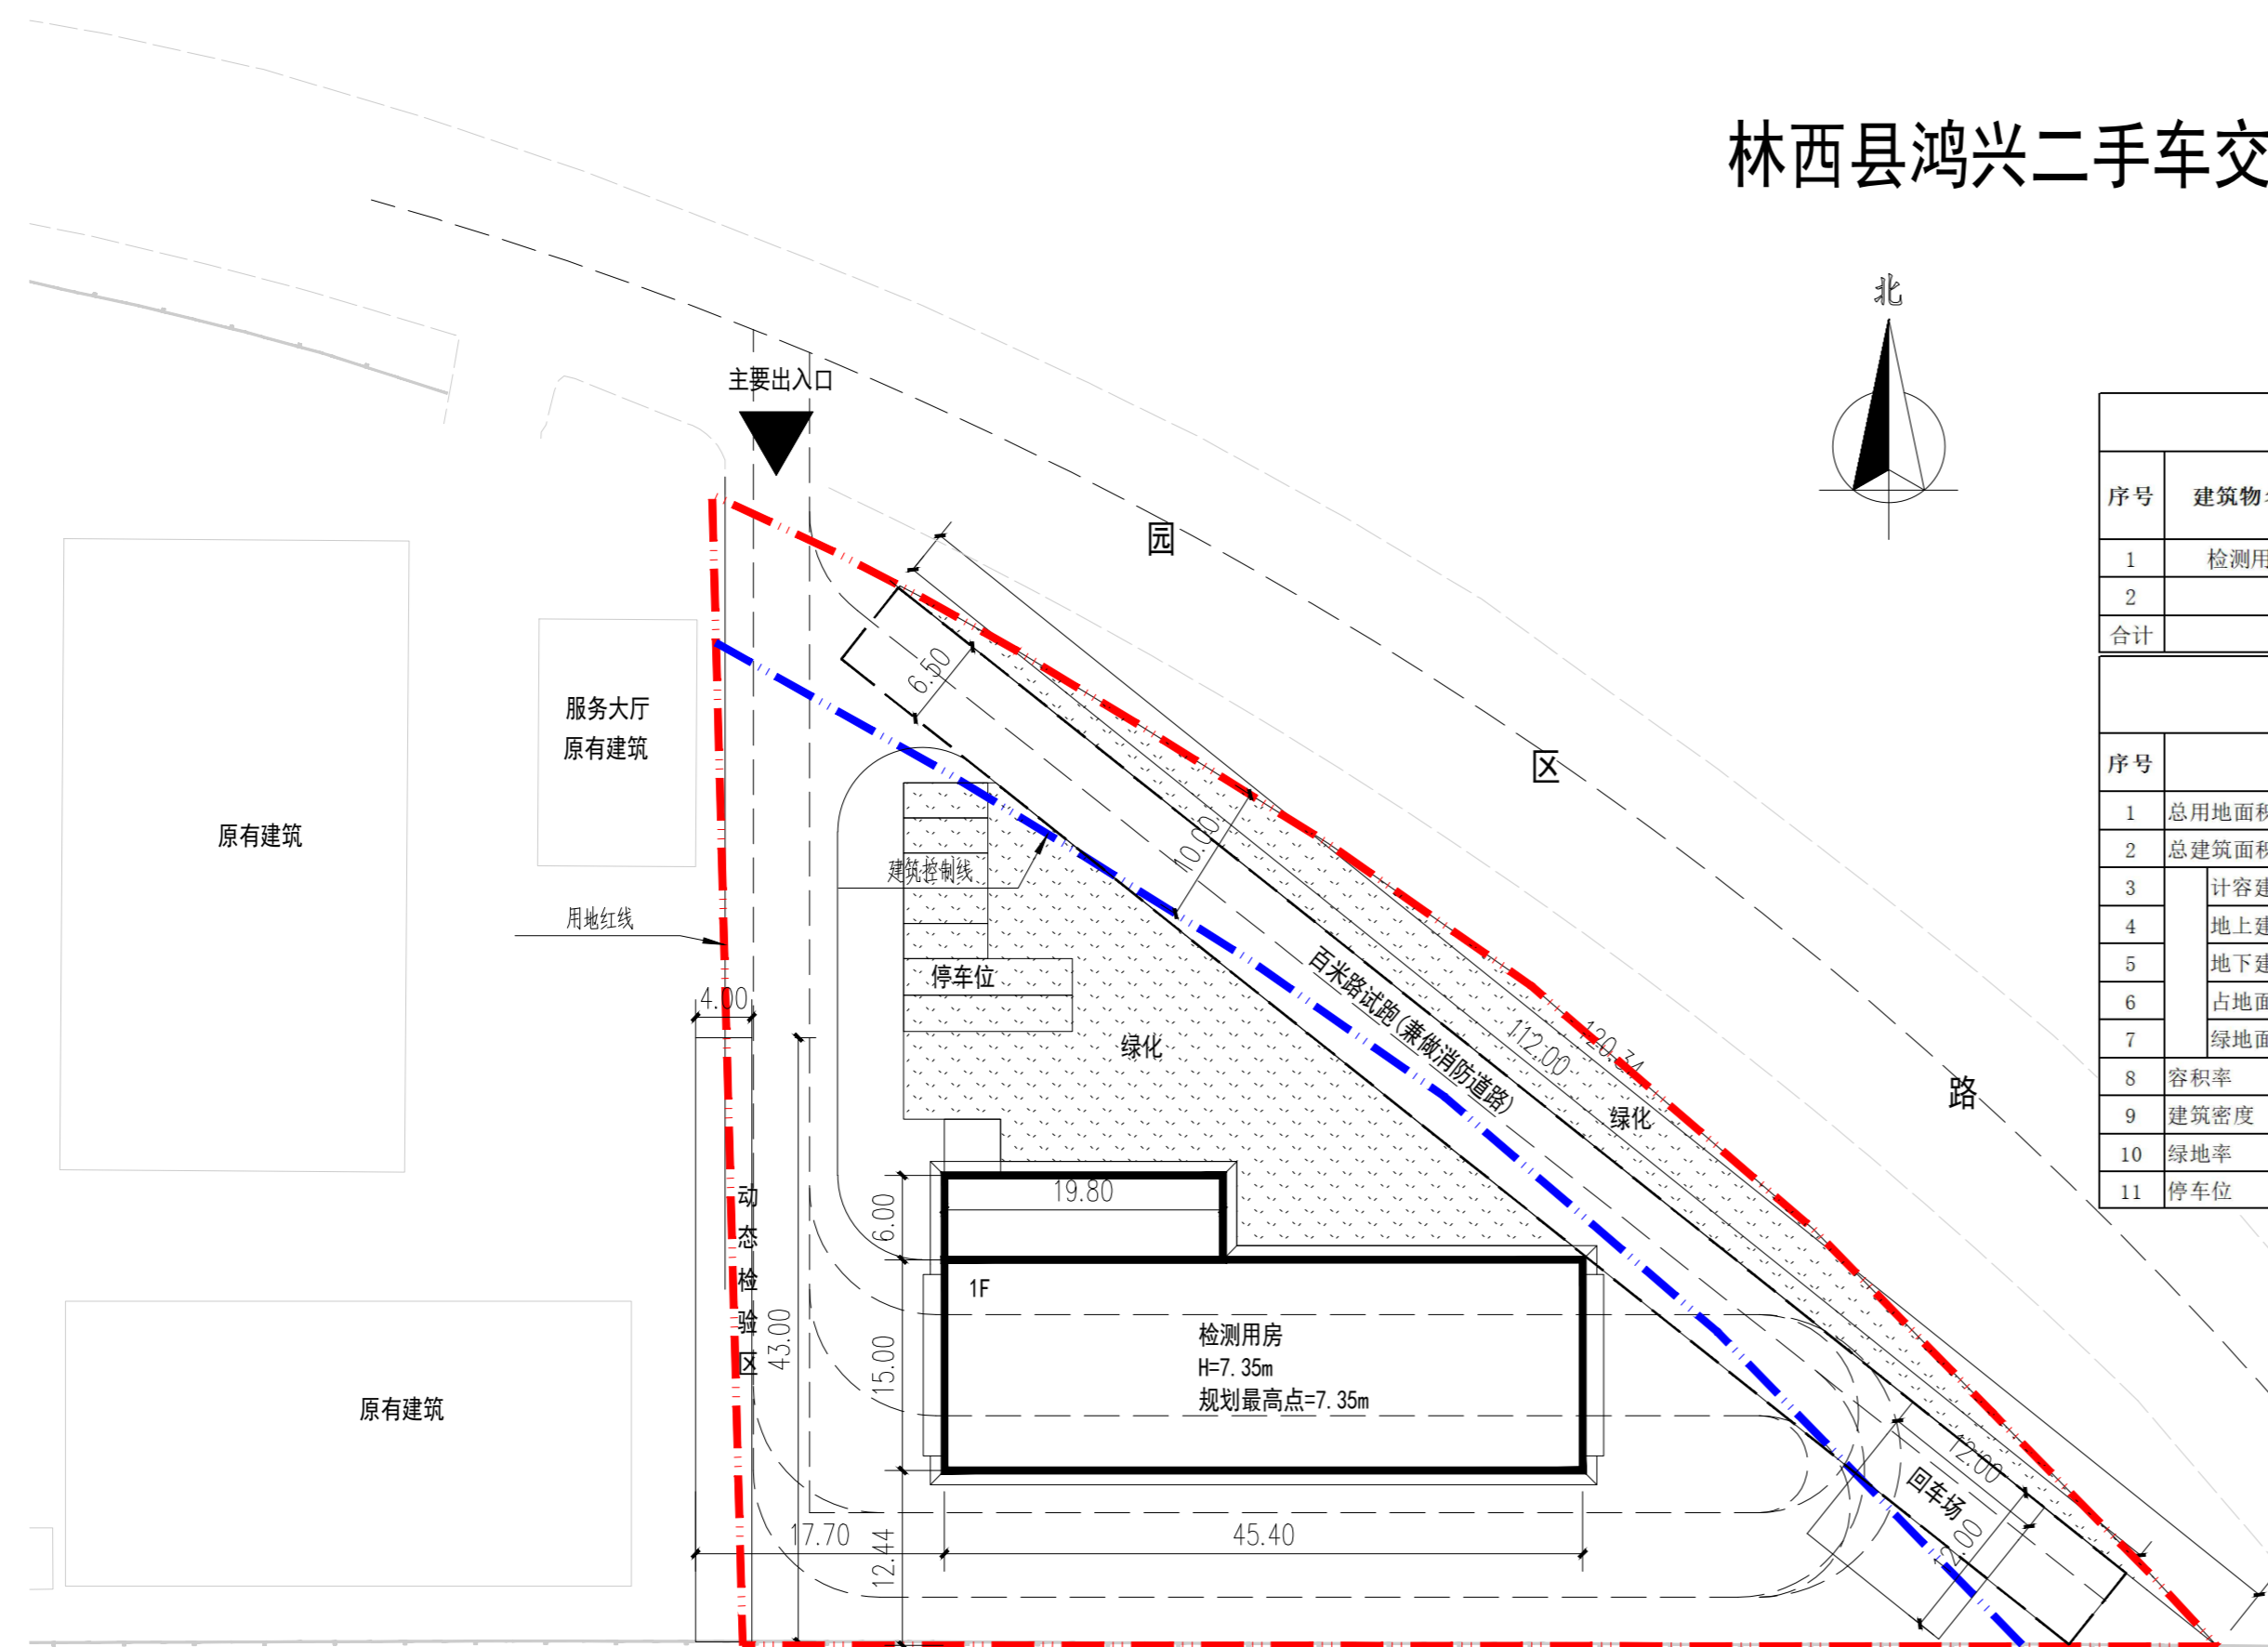 林西县鸿兴二手车交
北
主要出入口
园
区
路
服务大厅
原有建筑
原有建筑
用地红线
建筑控制线
停车位
绿化
6.50
10.00
百米路试跑(兼做消防道路)
112.00
120.34
绿化
4.00
动态检验区
43.00
19.80
6.00
15.00
1F
检测用房
H=7.35m
规划最高点=7.35m
原有建筑
17.70
12.44
45.40
12.00
回车场
12.00
序号 建筑物
1 检测用
2
合计
序号
1 总用地面积
2 总建筑面积
3 计容建
4 地上建
5 地下建
6 占地面
7 绿地面
8 容积率
9 建筑密度
10 绿地率
11 停车位